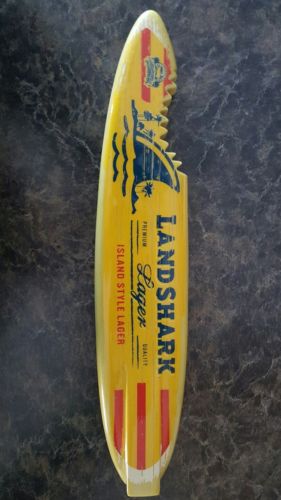 LANDSHARK
PREMIUM
Lager
QUALITY
ISLAND STYLE LAGER